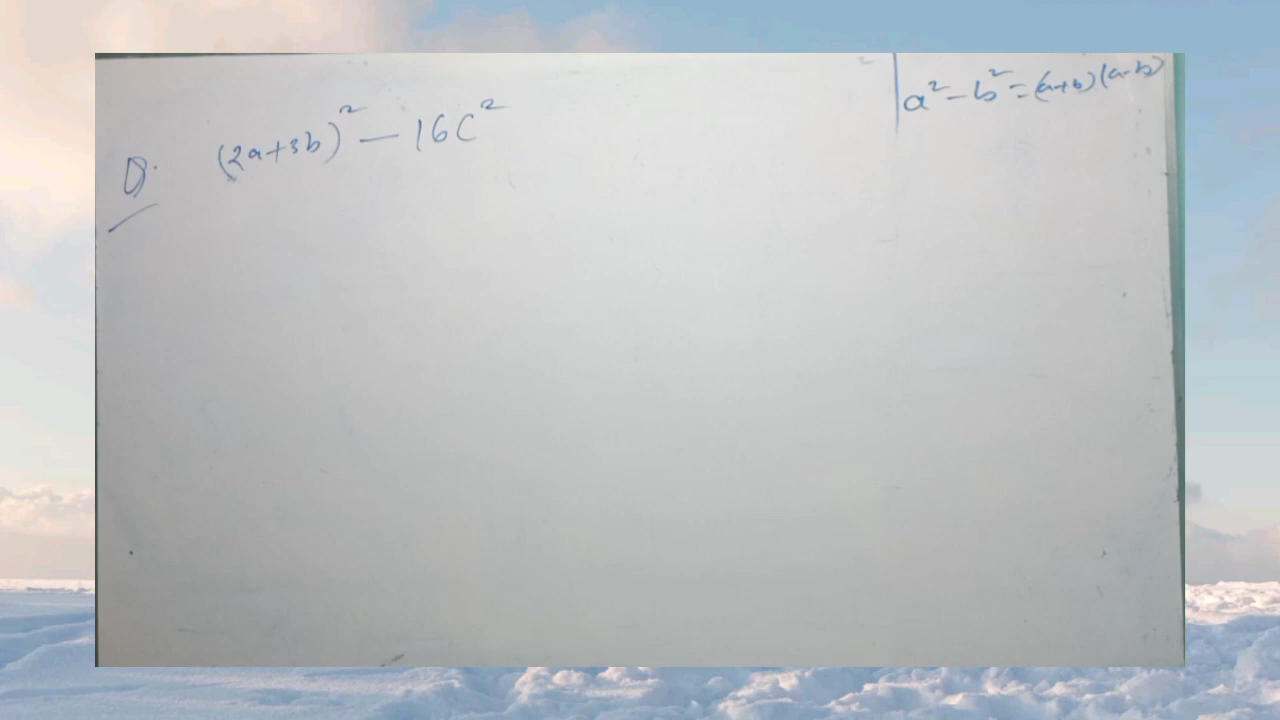 Q. (2a+3b)² — 16C²
a² — b² = (a+b)(a-b)